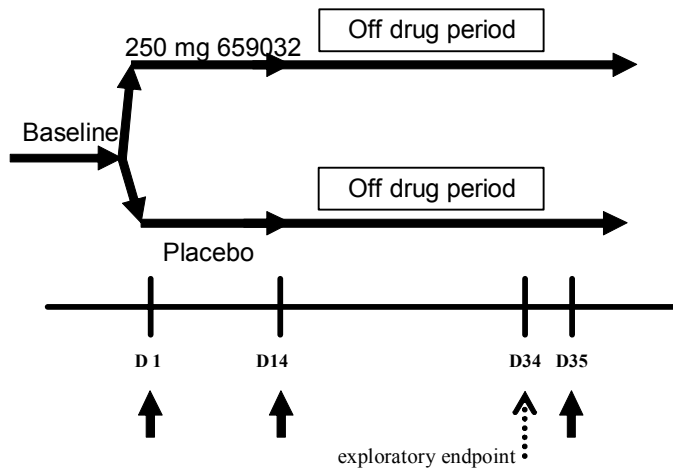 Off drug period
250 mg 659032
Baseline
Off drug period
Placebo
D 1 D14 D34 D35
exploratory endpoint